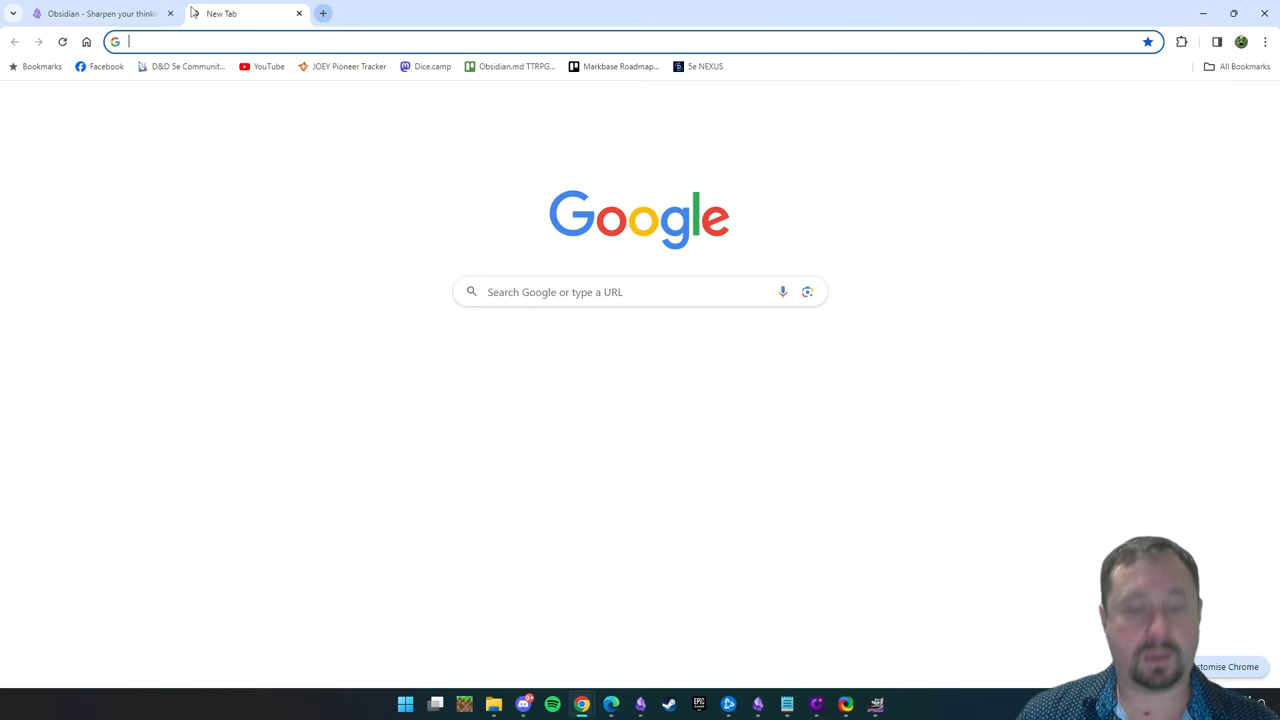 Obsidian - Sharpen your thinkin
New Tab
Bookmarks
Facebook
D&D 5e Communit...
YouTube
JOEY Pioneer Tracker
Dice.camp
Obsidian.md TTRPG...
Markbase Roadmap...
5e NEXUS
All Bookmarks
Google
Search Google or type a URL
stomise Chrome